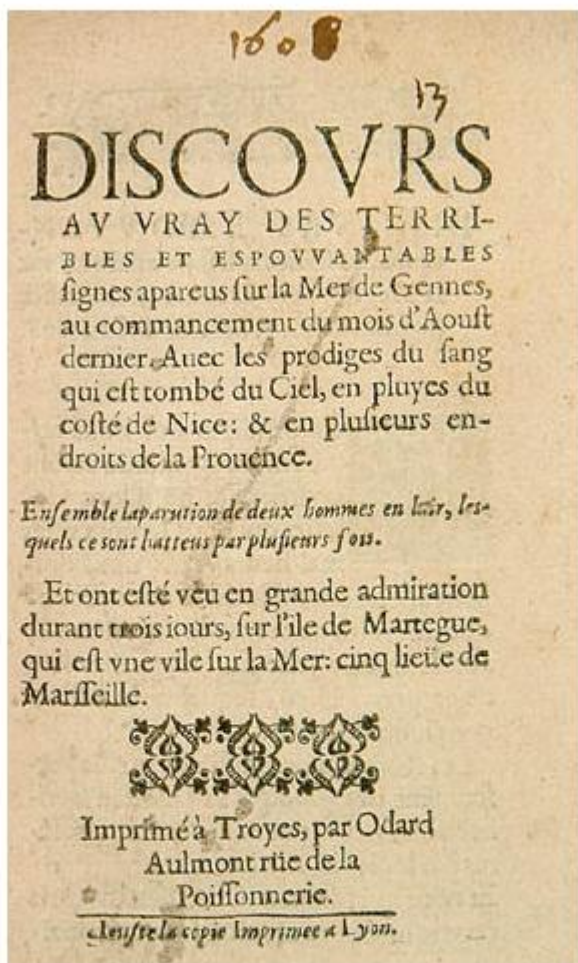 1608
13
DISCOVRS
AV VRAY DES TERRI-
BLES ET ESPOVVANTABLES
ſignes apareus ſur la Mer de Gennes,
au commancement du mois d'Aouſt
dernier. Auec les prodiges du ſang
qui eſt tombé du Ciel, en pluyes du
coſté de Nice: & en pluſieurs en-
droits de la Prouence.
Enſemble laparution de deux hommes en lair, leſ-
quels ce sont batteus par pluſieurs fois.
Et ont eſté veu en grande admiration
durant trois iours, ſur l'ile de Martegue,
qui eſt vne vile ſur la Mer: cinq lieüe de
Marſſeille.
Imprimé à Troyes, par Odard
Aulmont rüe de la
Poiſſonnerie.
la copie Imprimee a Lyon.